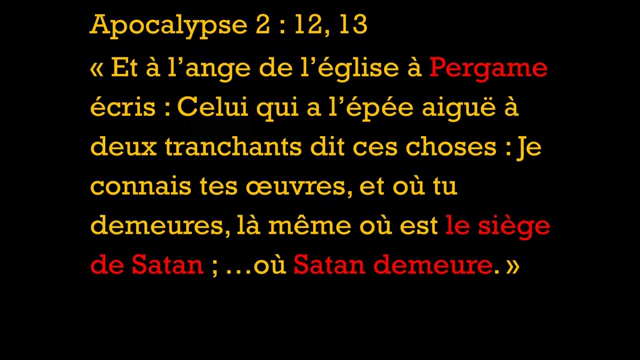 Apocalypse 2 : 12, 13
« Et à l’ange de l’église à Pergame
écris : Celui qui a l’épée aiguë à
deux tranchants dit ces choses : Je
connais tes œuvres, et où tu
demeures, là même où est le siège
de Satan ; …où Satan demeure. »